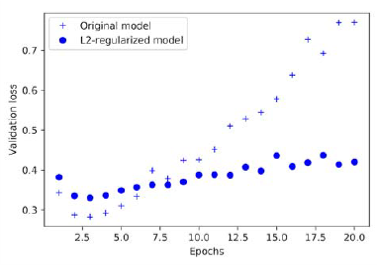 Original model
L2-regularized model
0.7
0.6
0.5
0.4
0.3
Validation loss
2.5 5.0 7.5 10.0 12.5 15.0 17.5 20.0
Epochs